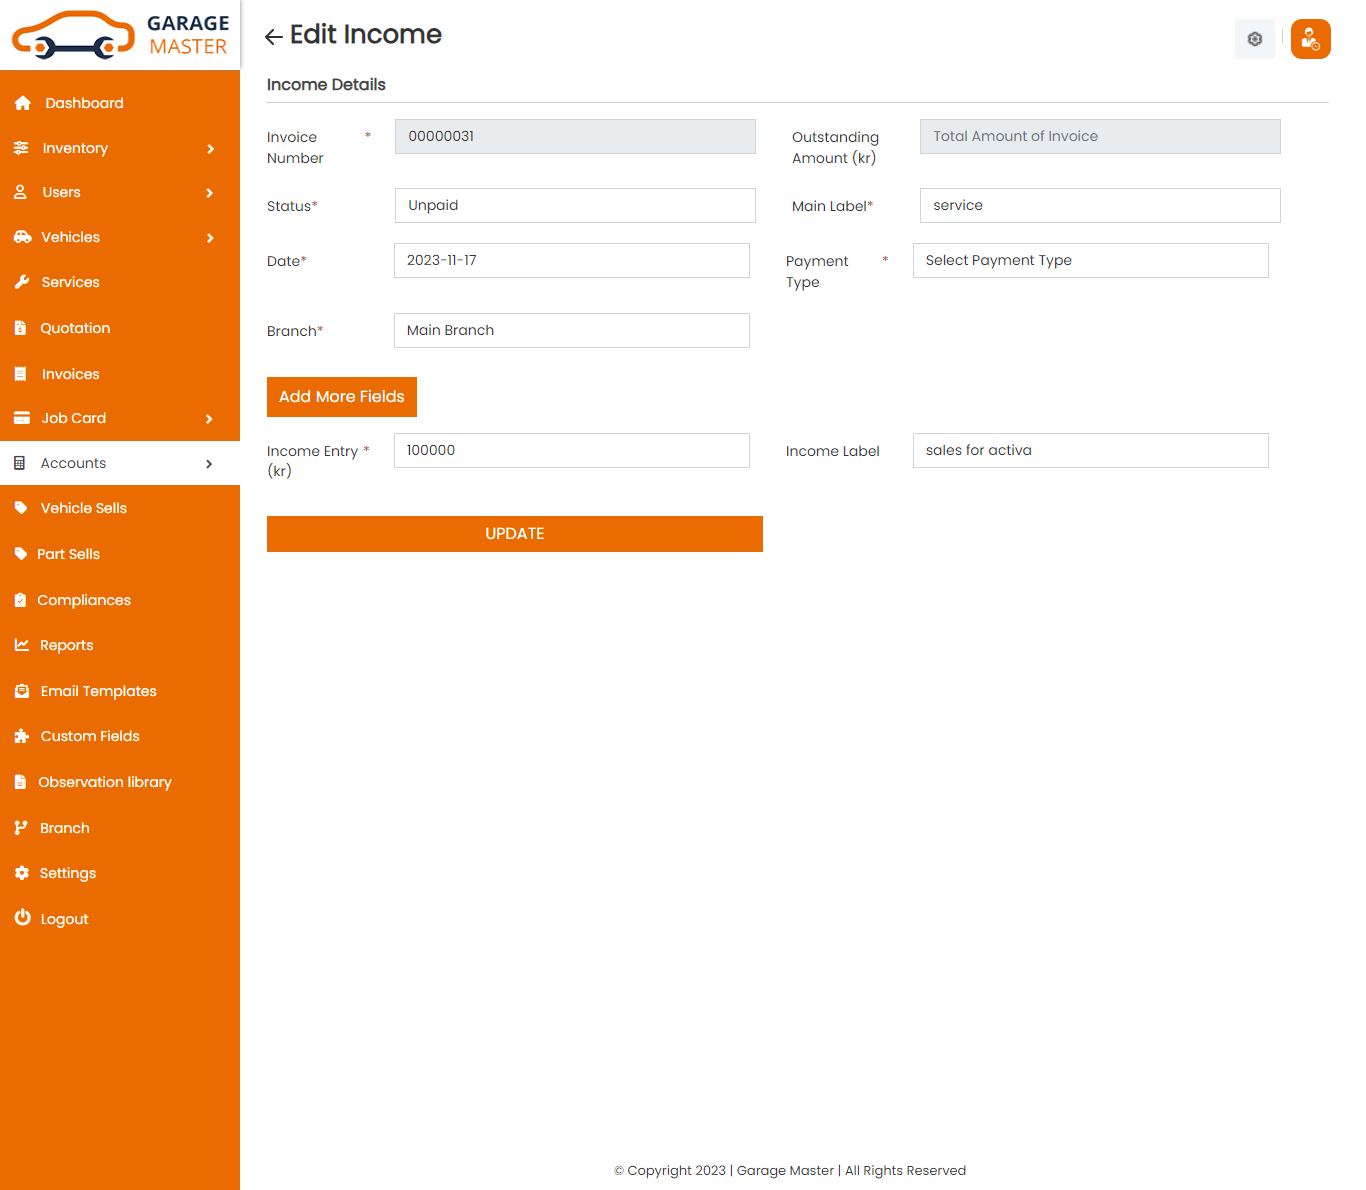 GARAGE
MASTER
Dashboard
Inventory
Users
Vehicles
Services
Quotation
Invoices
Job Card
Accounts
Vehicle Sells
Part Sells
Compliances
Reports
Email Templates
Custom Fields
Observation library
Branch
Settings
Logout
Edit Income
Income Details
Invoice * 00000031
Number
Outstanding Total Amount of Invoice
Amount (kr)
Status* Unpaid
Main Label* service
Date* 2023-11-17
Payment * Select Payment Type
Type
Branch* Main Branch
Add More Fields
Income Entry * 100000
(kr)
Income Label sales for activa
UPDATE
© Copyright 2023 | Garage Master | All Rights Reserved